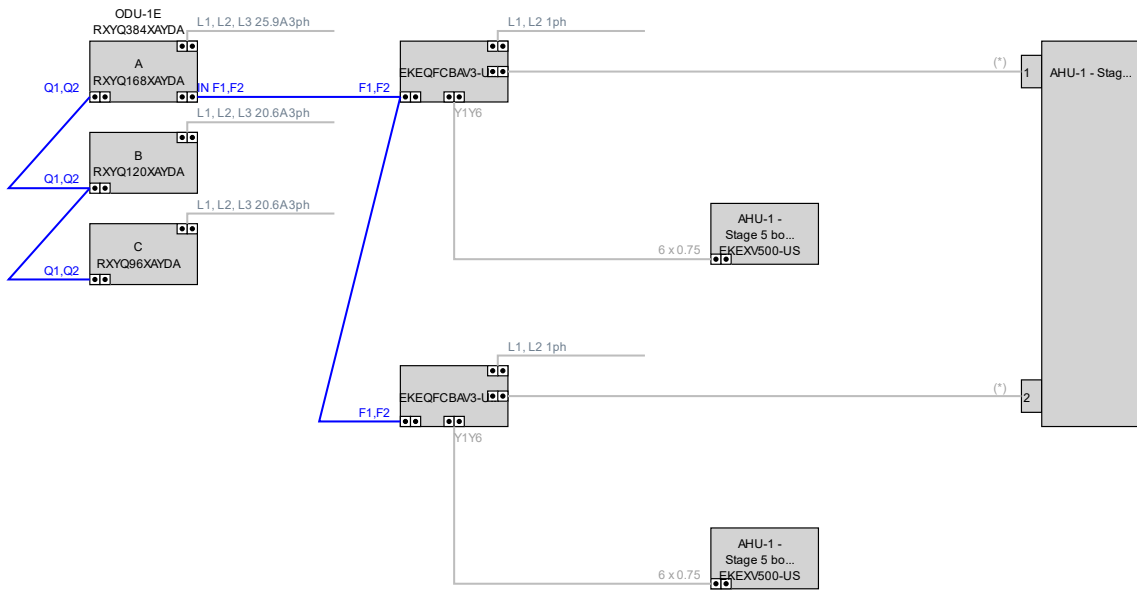 ODU-1E
RXYQ384XAYDA
L1, L2, L3 25.9A3ph
A
RXYQ168XAYDA
Q1,Q2
IN F1,F2
F1,F2
L1, L2 1ph
EKEQFCBAV3-U
Y1Y6
(*)
1
AHU-1 - Stag...
L1, L2, L3 20.6A3ph
B
RXYQ120XAYDA
Q1,Q2
L1, L2, L3 20.6A3ph
C
RXYQ96XAYDA
Q1,Q2
AHU-1 -
Stage 5 bo...
EKEXV500-US
6 x 0.75
L1, L2 1ph
EKEQFCBAV3-U
F1,F2
Y1Y6
(*)
2
AHU-1 -
Stage 5 bo...
EKEXV500-US
6 x 0.75